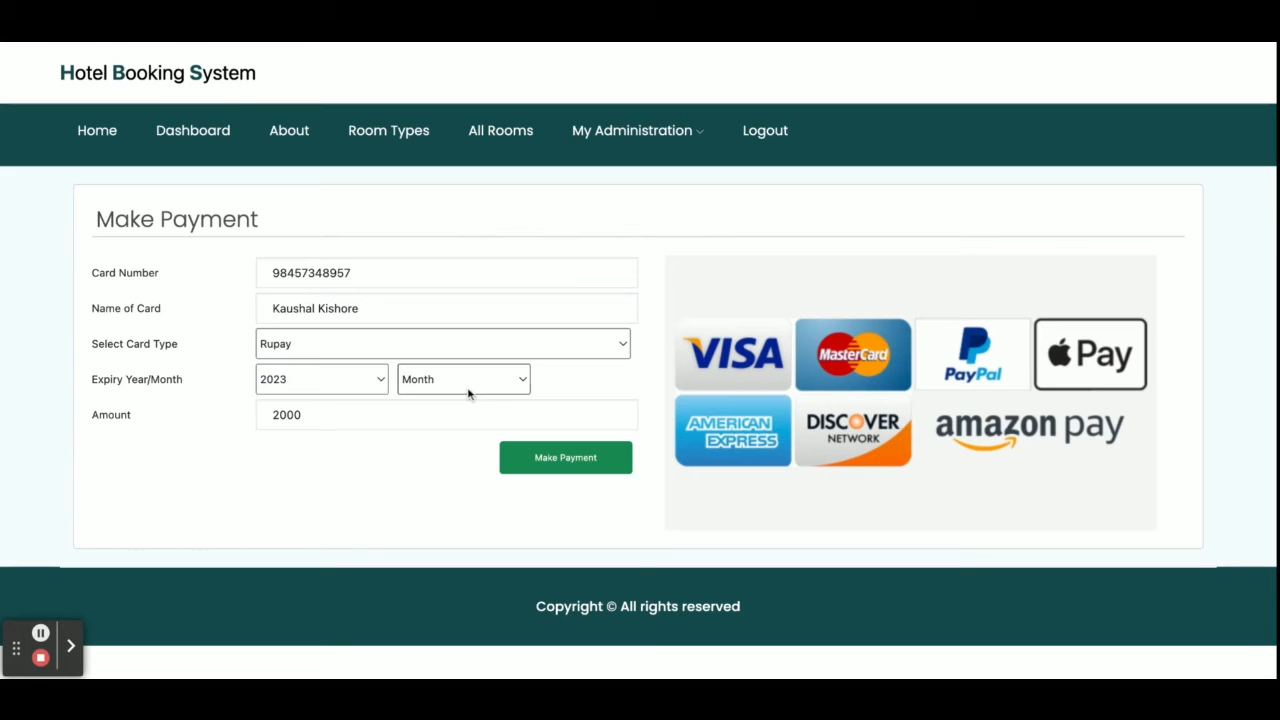 Hotel Booking System
Home Dashboard About Room Types All Rooms My Administration Logout
Make Payment
Card Number 98457348957
Name of Card Kaushal Kishore
Select Card Type Rupay
Expiry Year/Month 2023 Month
Amount 2000
Make Payment
VISA MasterCard PayPal Pay
AMERICAN EXPRESS DISCOVER NETWORK amazon pay
Copyright © All rights reserved